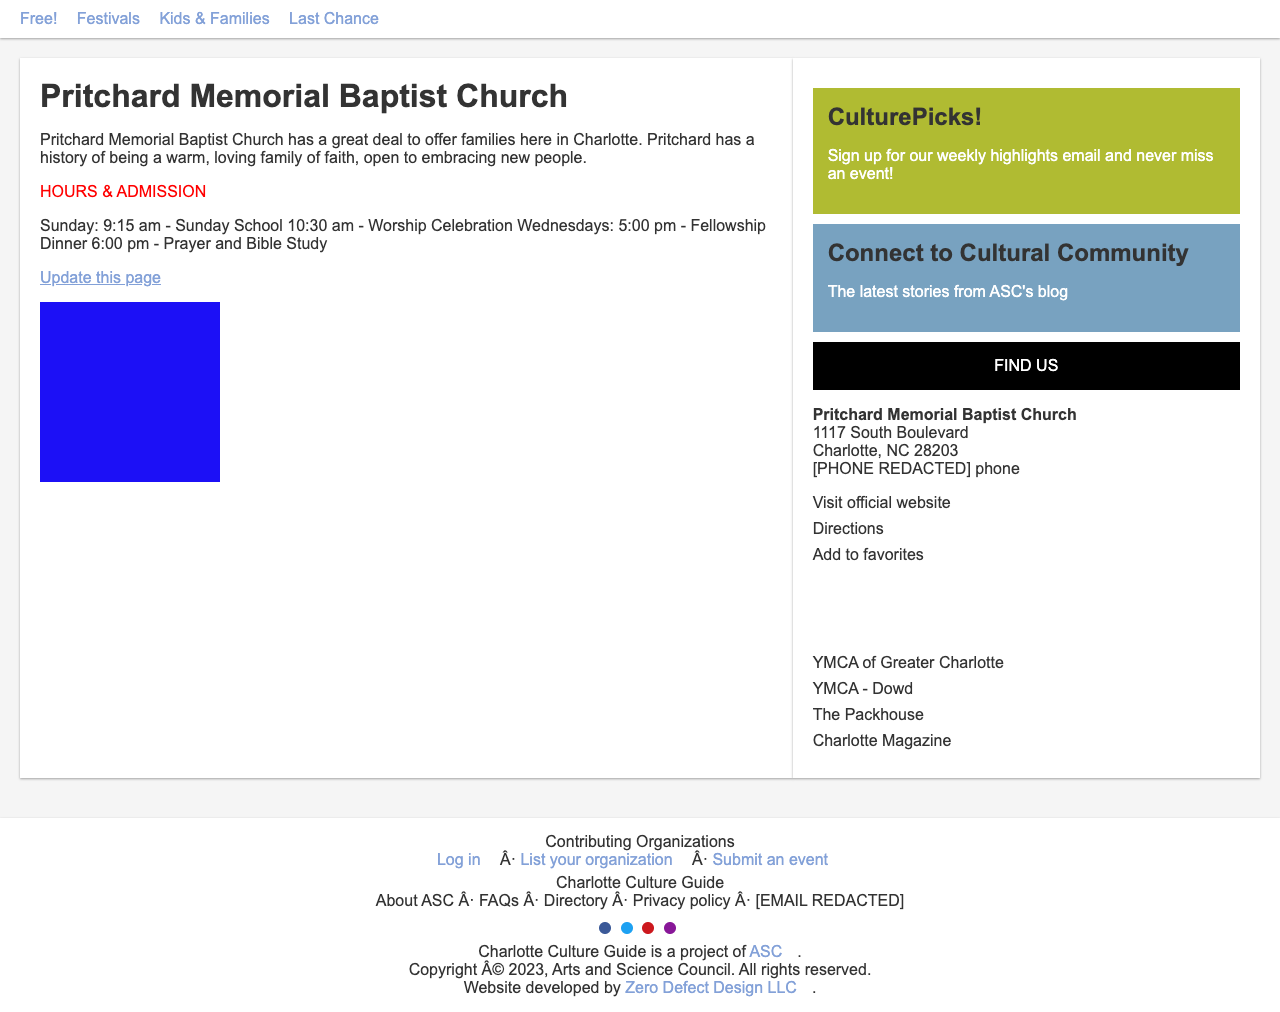 Free! Festivals Kids & Families Last Chance
Pritchard Memorial Baptist Church
Pritchard Memorial Baptist Church has a great deal to offer families here in Charlotte. Pritchard has a
history of being a warm, loving family of faith, open to embracing new people.
HOURS & ADMISSION
Sunday: 9:15 am - Sunday School 10:30 am - Worship Celebration Wednesdays: 5:00 pm - Fellowship
Dinner 6:00 pm - Prayer and Bible Study
Update this page
CulturePicks!
Sign up for our weekly highlights email and never miss
an event!
Connect to Cultural Community
The latest stories from ASC's blog
FIND US
Pritchard Memorial Baptist Church
1117 South Boulevard
Charlotte, NC 28203
[PHONE REDACTED] phone
Visit official website
Directions
Add to favorites
YMCA of Greater Charlotte
YMCA - Dowd
The Packhouse
Charlotte Magazine
Contributing Organizations
Log in Â· List your organization Â· Submit an event
Charlotte Culture Guide
About ASC Â· FAQs Â· Directory Â· Privacy policy Â· [EMAIL REDACTED]
Charlotte Culture Guide is a project of ASC .
Copyright Â© 2023, Arts and Science Council. All rights reserved.
Website developed by Zero Defect Design LLC .